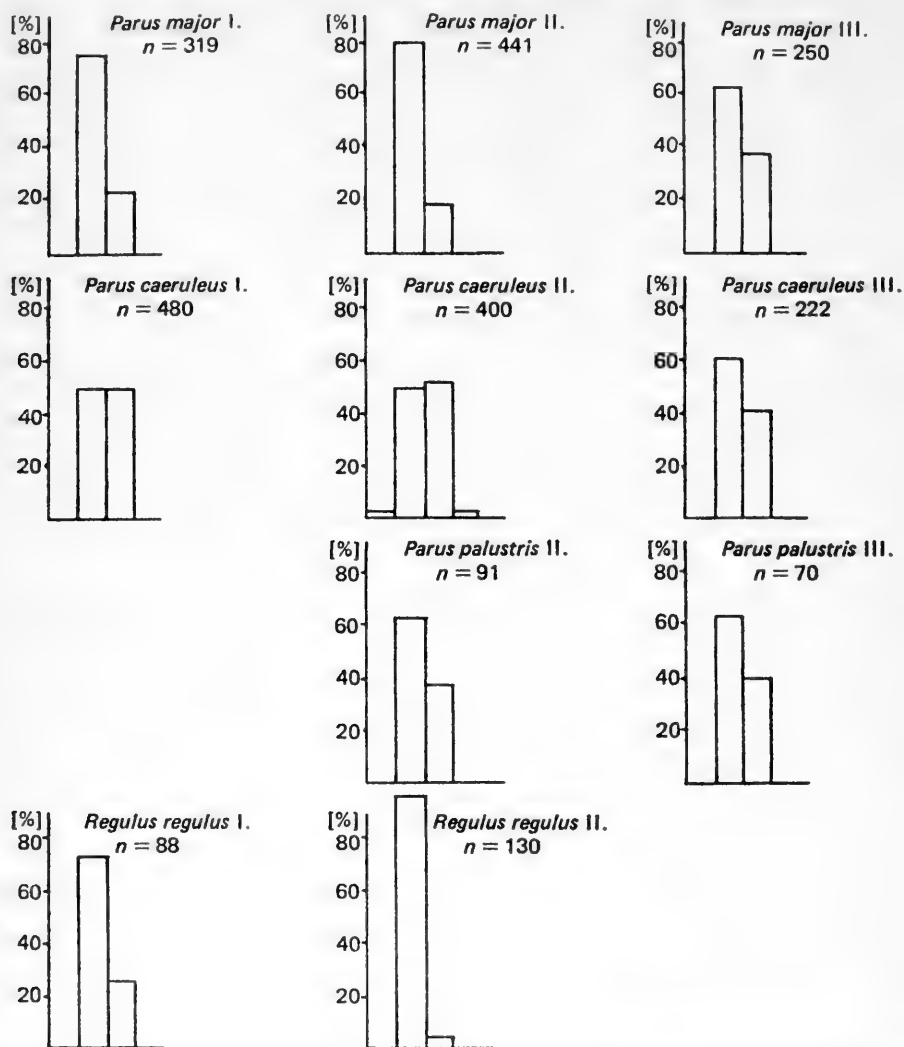 [%] Parus major I.
n = 319
80
60
40
20
[%] Parus major II.
n = 441
80
60
40
20
[%] Parus major III.
n = 250
80
60
40
20
[%] Parus caeruleus I.
n = 480
80
60
40
20
[%] Parus caeruleus II.
n = 400
80
60
40
20
[%] Parus caeruleus III.
n = 222
80
60
40
20
[%] Parus palustris II.
n = 91
80
60
40
20
[%] Parus palustris III.
n = 70
80
60
40
20
[%] Regulus regulus I.
n = 88
80
60
40
20
[%] Regulus regulus II.
n = 130
80
60
40
20